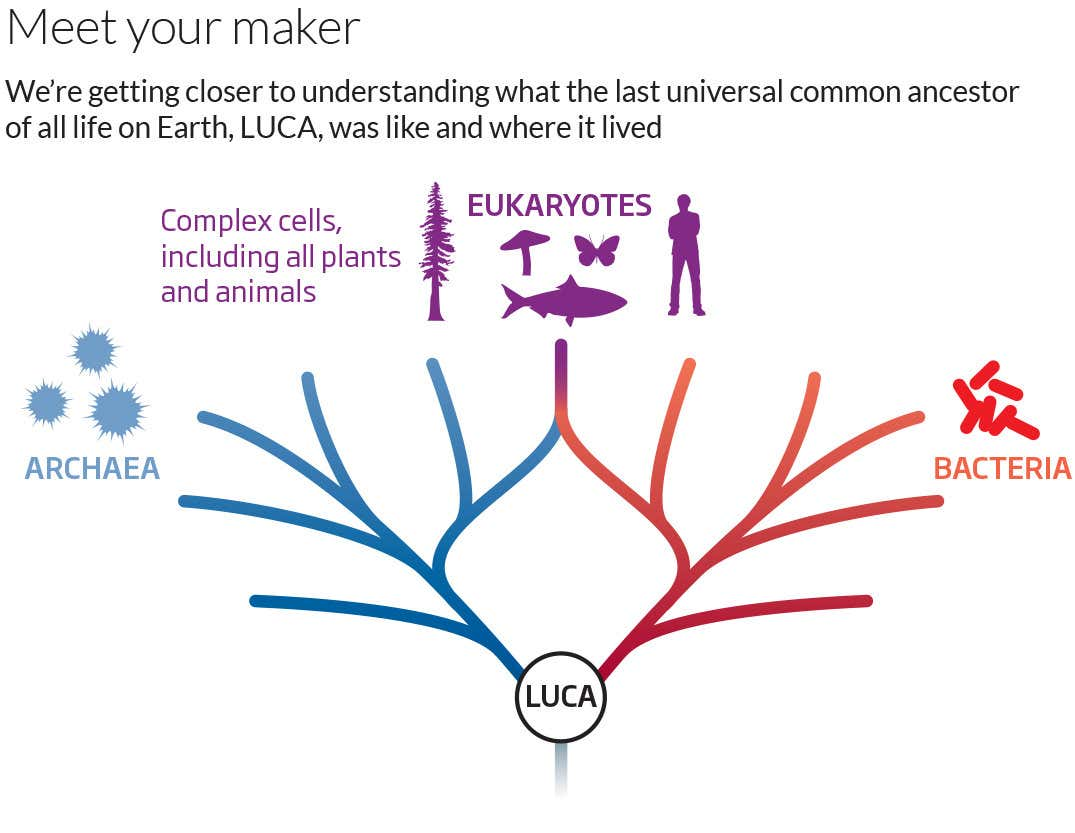 Meet your maker
We're getting closer to understanding what the last universal common ancestor
of all life on Earth, LUCA, was like and where it lived
EUKARYOTES
Complex cells,
including all plants
and animals
ARCHAEA
BACTERIA
LUCA